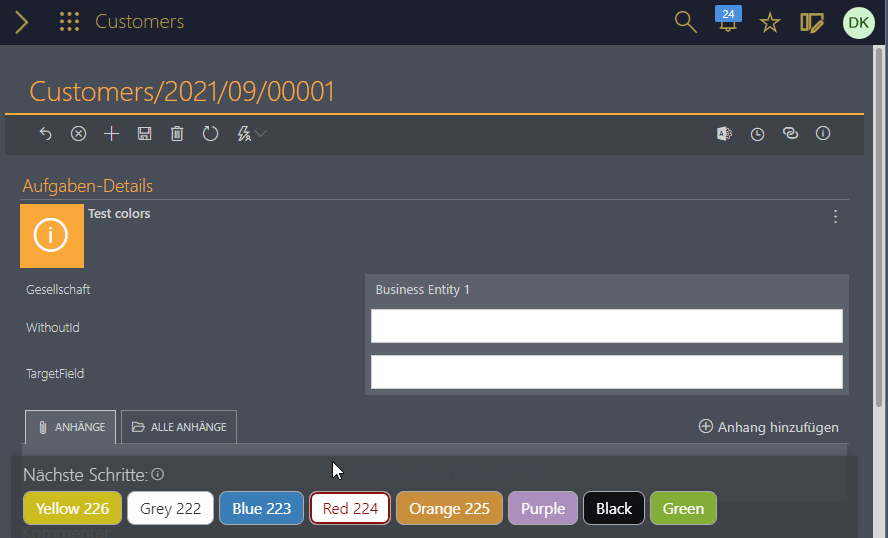 Customers
24
DK
Customers/2021/09/00001
Aufgaben-Details
Test colors
Gesellschaft
Business Entity 1
WithoutId
TargetField
ANHÄNGE
ALLE ANHÄNGE
Anhang hinzufügen
Nächste Schritte:
Yellow 226
Grey 222
Blue 223
Red 224
Orange 225
Purple
Black
Green
Kommentar